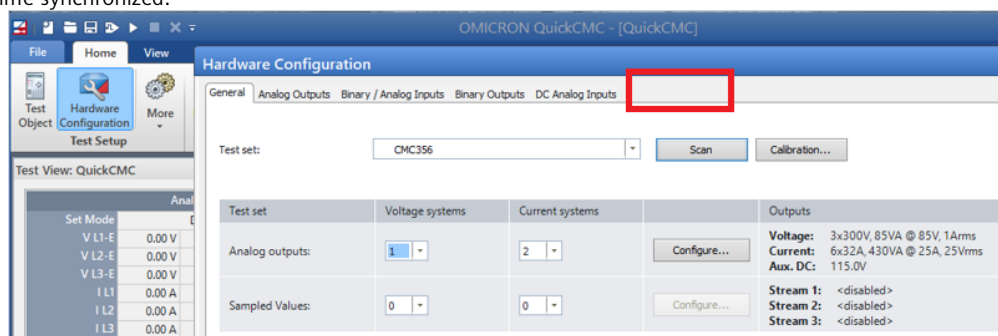 time synchronized.
OMICRON QuickCMC - [QuickCMC]
File Home View
Hardware Configuration
Test Object
Hardware Configuration
More
Test Setup
General Analog Outputs Binary / Analog Inputs Binary Outputs DC Analog Inputs
Test set: CMC356 Scan Calibration...
Test View: QuickCMC
Set Mode
V L1-E 0.00 V
V L2-E 0.00 V
V L3-E 0.00 V
I L1 0.00 A
I L2 0.00 A
I L3 0.00 A
Test set Voltage systems Current systems Outputs
Analog outputs: 1 2 Configure...
Voltage: 3x300V, 85VA @ 85V, 1Arms
Current: 6x32A, 430VA @ 25A, 25Vrms
Aux. DC: 115.0V
Sampled Values: 0 0 Configure...
Stream 1: <disabled>
Stream 2: <disabled>
Stream 3: <disabled>